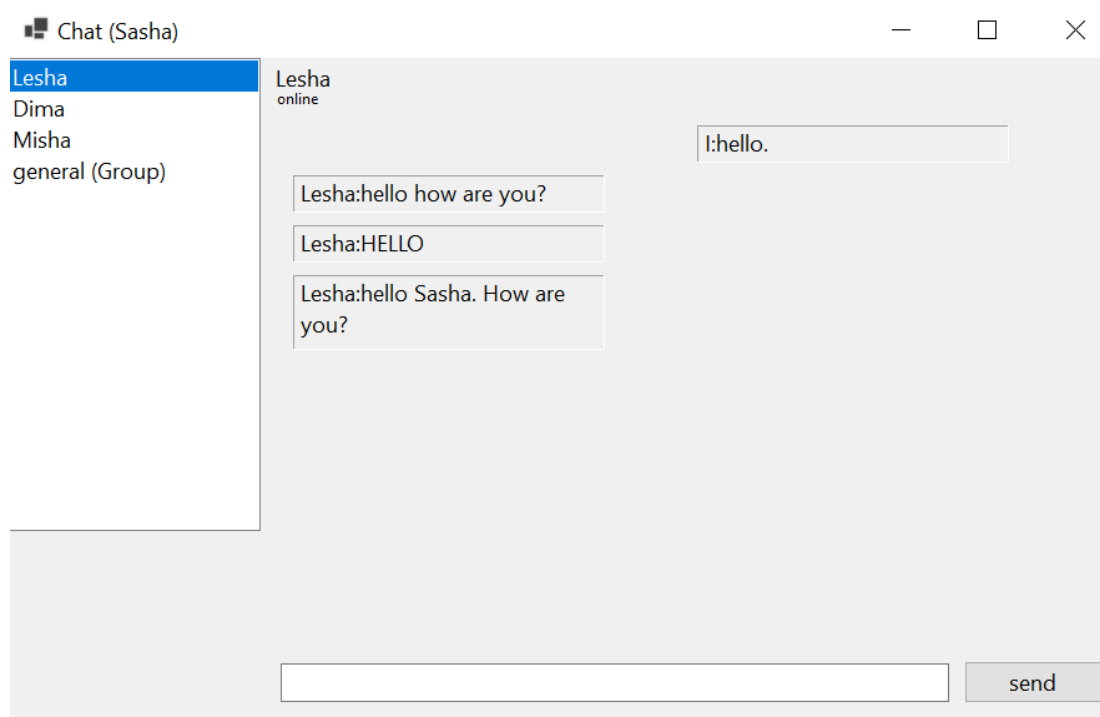 Chat (Sasha)
Lesha
Dima
Misha
general (Group)
Lesha
online
I:hello.
Lesha:hello how are you?
Lesha:HELLO
Lesha:hello Sasha. How are
you?
send